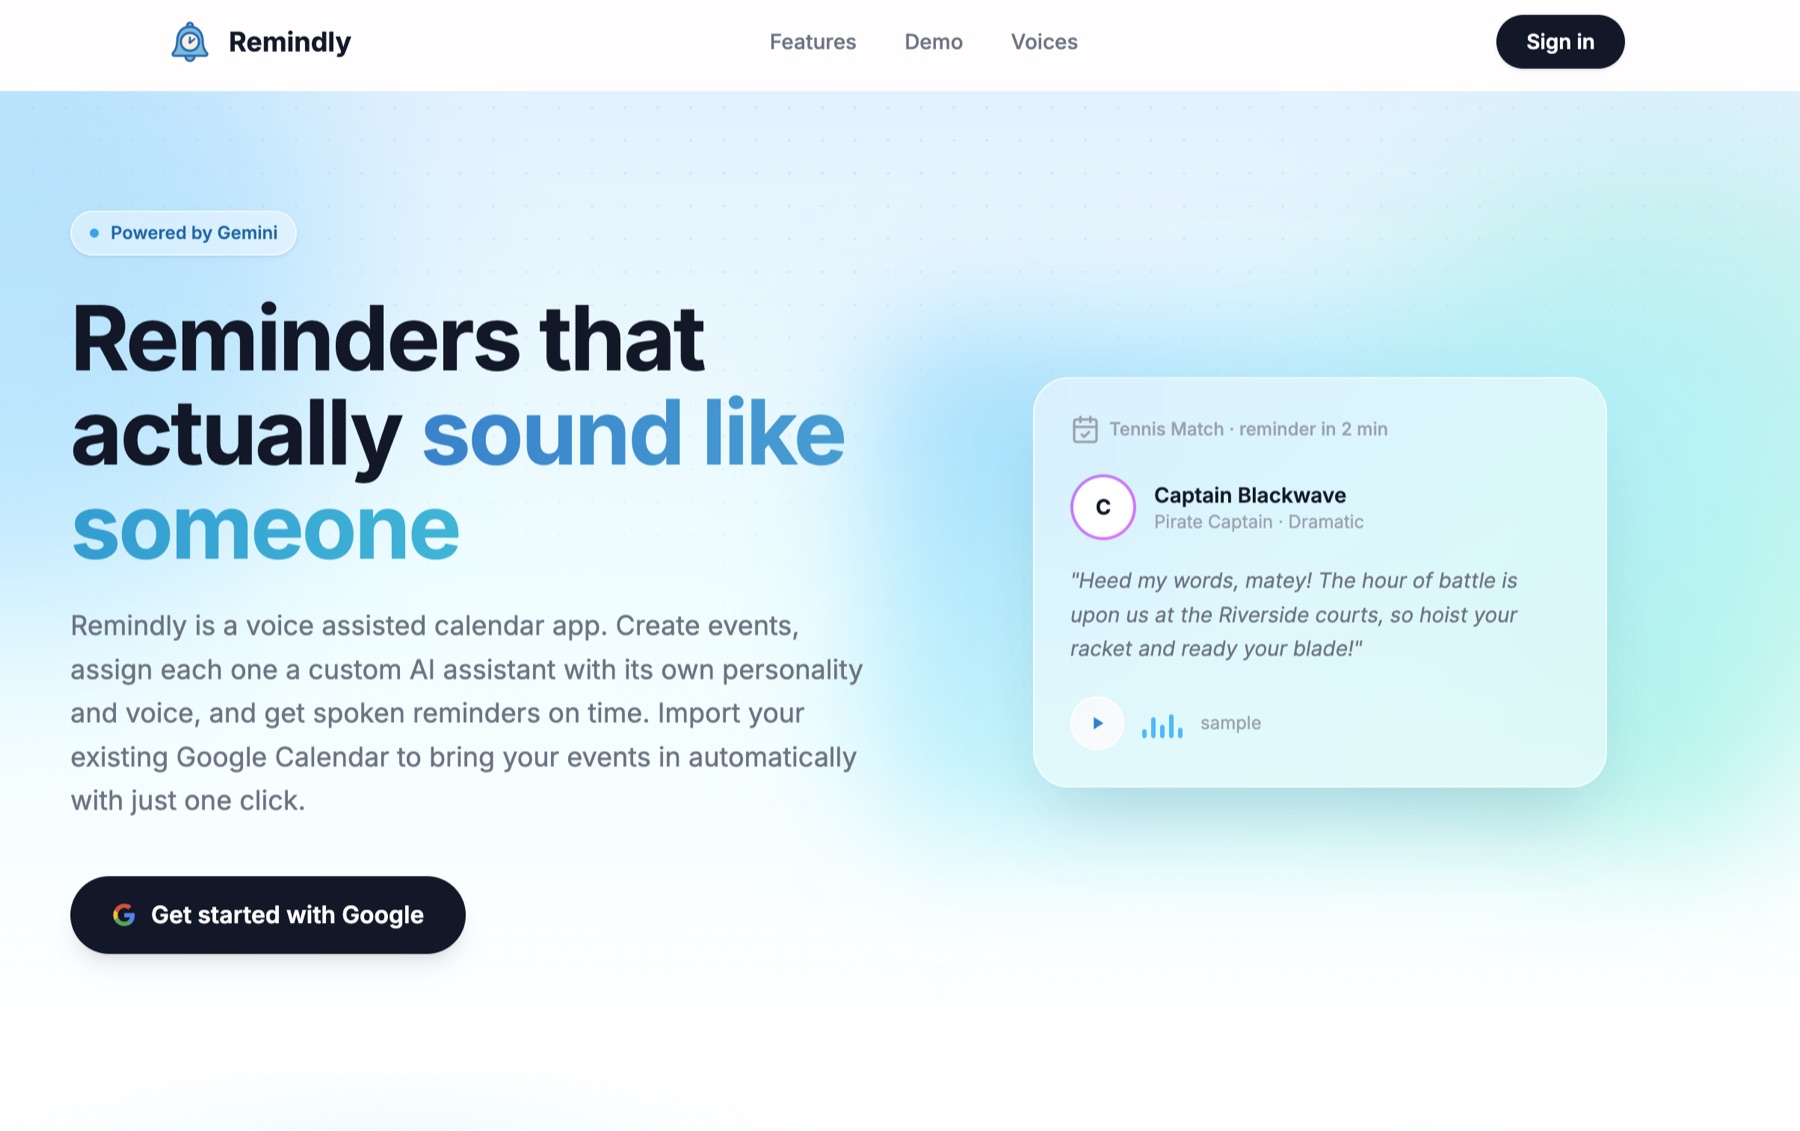 Remindly
Features
Demo
Voices
Sign in
Powered by Gemini
Reminders that
actually sound like
someone
Remindly is a voice assisted calendar app. Create events,
assign each one a custom AI assistant with its own personality
and voice, and get spoken reminders on time. Import your
existing Google Calendar to bring your events in automatically
with just one click.
Get started with Google
Tennis Match · reminder in 2 min
C
Captain Blackwave
Pirate Captain · Dramatic
"Heed my words, matey! The hour of battle is
upon us at the Riverside courts, so hoist your
racket and ready your blade!"
sample